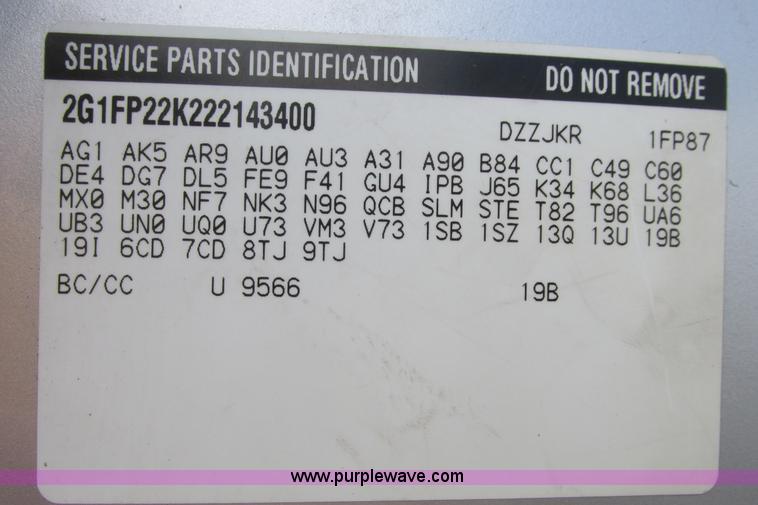 SERVICE PARTS IDENTIFICATION DO NOT REMOVE
2G1FP22K222143400 DZZJKR 1FP87
AG1 AK5 AR9 AU0 AU3 A31 A90 B84 CC1 C49 C60
DE4 DG7 DL5 FE9 F41 GU4 IPB J65 K34 K68 L36
MX0 M30 NF7 NK3 N96 QCB SLM STE T82 T96 UA6
UB3 UN0 UQ0 U73 VM3 V73 1SB 1SZ 13Q 13U 19B
19I 6CD 7CD 8TJ 9TJ
BC/CC U 9566 19B
www.purplewave.com